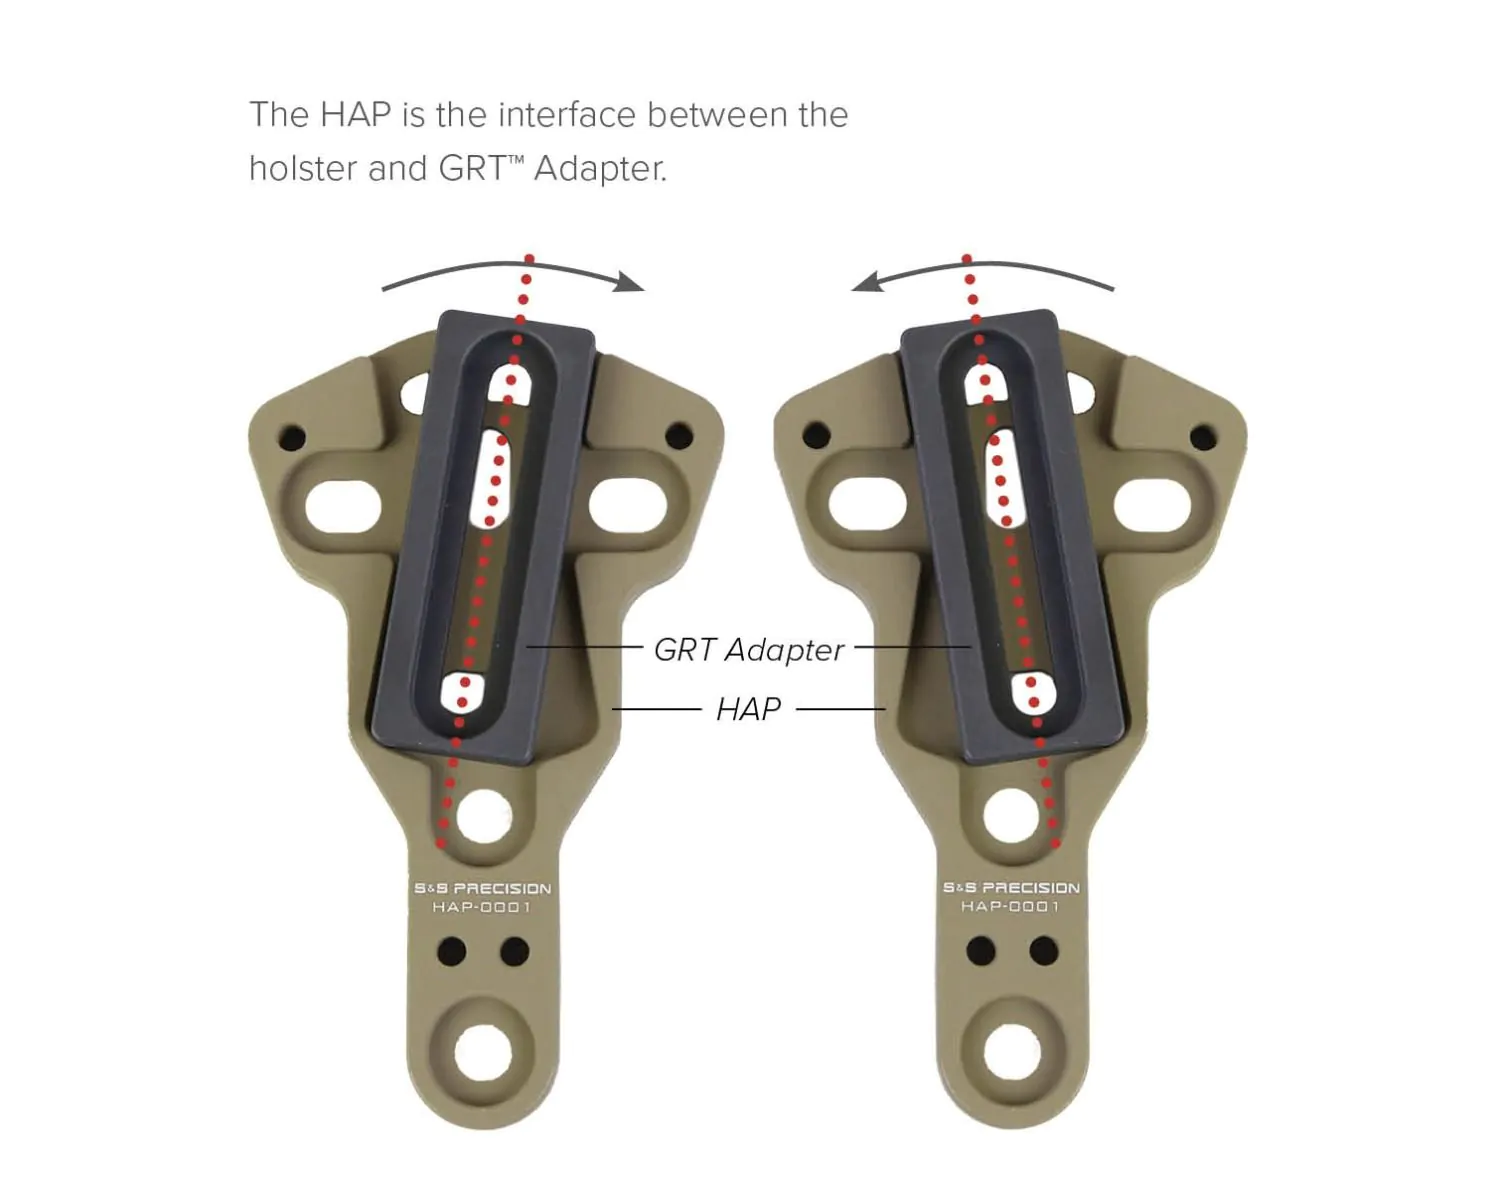 The HAP is the interface between the
holster and GRT™ Adapter.
GRT Adapter
HAP
S&S PRECISION
HAP-0001
S&S PRECISION
HAP-0001